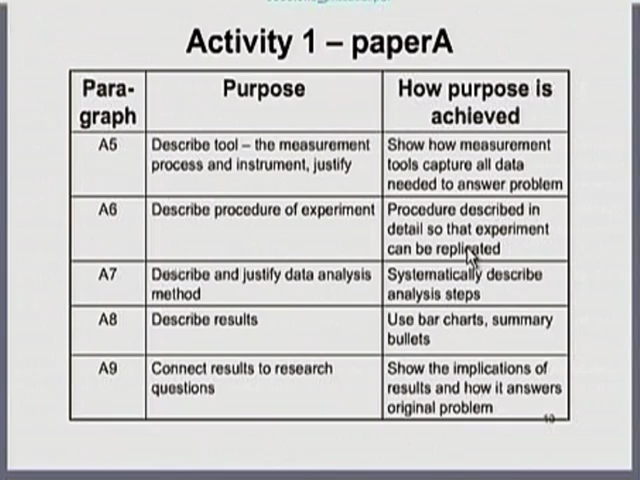 Activity 1 – paperA
Para-
graph
Purpose
How purpose is
achieved
A5
Describe tool – the measurement
process and instrument, justify
Show how measurement
tools capture all data
needed to answer problem
A6
Describe procedure of experiment
Procedure described in
detail so that experiment
can be replicated
A7
Describe and justify data analysis
method
Systematically describe
analysis steps
A8
Describe results
Use bar charts, summary
bullets
A9
Connect results to research
questions
Show the implications of
results and how it answers
original problem